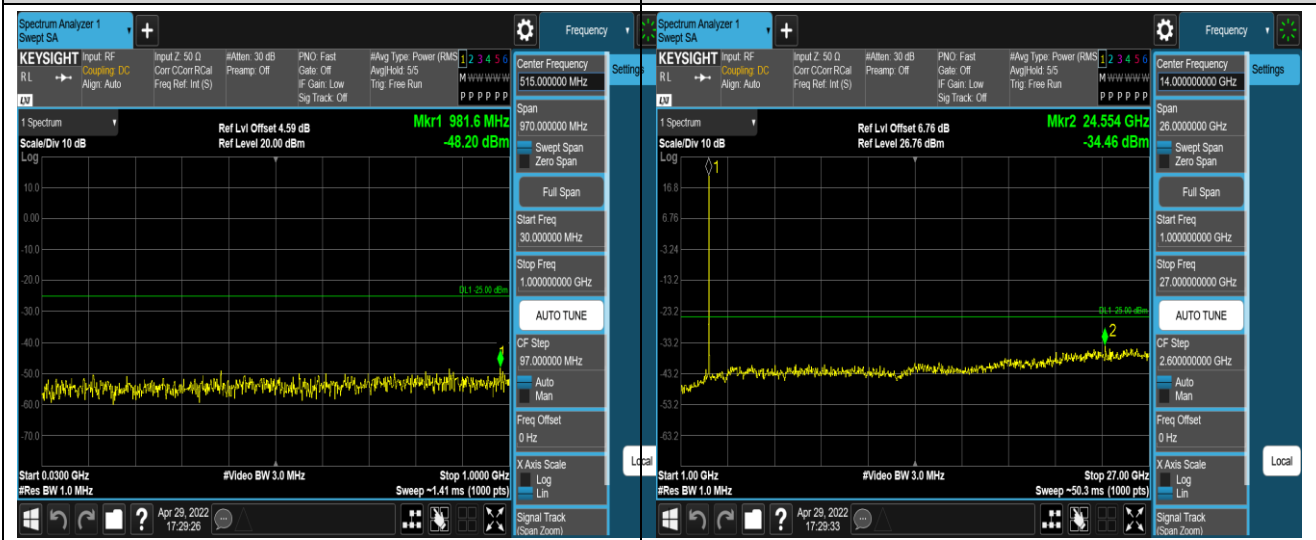 Spectrum Analyzer 1
Swept SA
+
Frequency
KEYSIGHT
Input: RF
Coupling: DC
Align: Auto
Input Z: 50 Ω
Corr CCorr RCal
Freq Ref: Int (S)
#Atten: 30 dB
Preamp: Off
PNO: Fast
Gate: Off
IF Gain: Low
Sig Track: Off
#Avg Type: Power (RMS
Avg|Hold: 5/5
Trig: Free Run
1 2 3 4 5 6
M W W W W W
P P P P P P
RL
LXI
1 Spectrum
Scale/Div 10 dB
Log
Ref Lvl Offset 4.59 dB
Ref Level 20.00 dBm
Mkr1 981.6 MHz
-48.20 dBm
10.0
0.00
-10.0
-20.0
DL1 -25.00 dBm
-30.0
-40.0
1
-50.0
-60.0
-70.0
Start 0.0300 GHz
#Res BW 1.0 MHz
#Video BW 3.0 MHz
Stop 1.0000 GHz
Sweep ~1.41 ms (1000 pts)
?
Apr 29, 2022
17:29:26
Center Frequency
515.000000 MHz
Settings
Span
970.000000 MHz
Swept Span
Zero Span
Full Span
Start Freq
30.000000 MHz
Stop Freq
1.000000000 GHz
AUTO TUNE
CF Step
97.000000 MHz
Auto
Man
Freq Offset
0 Hz
X Axis Scale
Log
Lin
Local
Signal Track
(Span Zoom)
Spectrum Analyzer 1
Swept SA
+
Frequency
KEYSIGHT
Input: RF
Coupling: DC
Align: Auto
Input Z: 50 Ω
Corr CCorr RCal
Freq Ref: Int (S)
#Atten: 30 dB
Preamp: Off
PNO: Fast
Gate: Off
IF Gain: Low
Sig Track: Off
#Avg Type: Power (RMS
Avg|Hold: 5/5
Trig: Free Run
1 2 3 4 5 6
M W W W W W
P P P P P P
RL
LXI
1 Spectrum
Scale/Div 10 dB
Log
Ref Lvl Offset 6.76 dB
Ref Level 26.76 dBm
Mkr2 24.554 GHz
-34.46 dBm
1
16.8
6.76
-3.24
-13.2
-23.2
DL1 -25.00 dBm
2
-33.2
-43.2
-53.2
-63.2
Start 1.00 GHz
#Res BW 1.0 MHz
#Video BW 3.0 MHz
Stop 27.00 GHz
Sweep ~50.3 ms (1000 pts)
?
Apr 29, 2022
17:29:33
Center Frequency
14.000000000 GHz
Settings
Span
26.0000000 GHz
Swept Span
Zero Span
Full Span
Start Freq
1.000000000 GHz
Stop Freq
27.000000000 GHz
AUTO TUNE
CF Step
2.600000000 GHz
Auto
Man
Freq Offset
0 Hz
X Axis Scale
Log
Lin
Local
Signal Track
(Span Zoom)